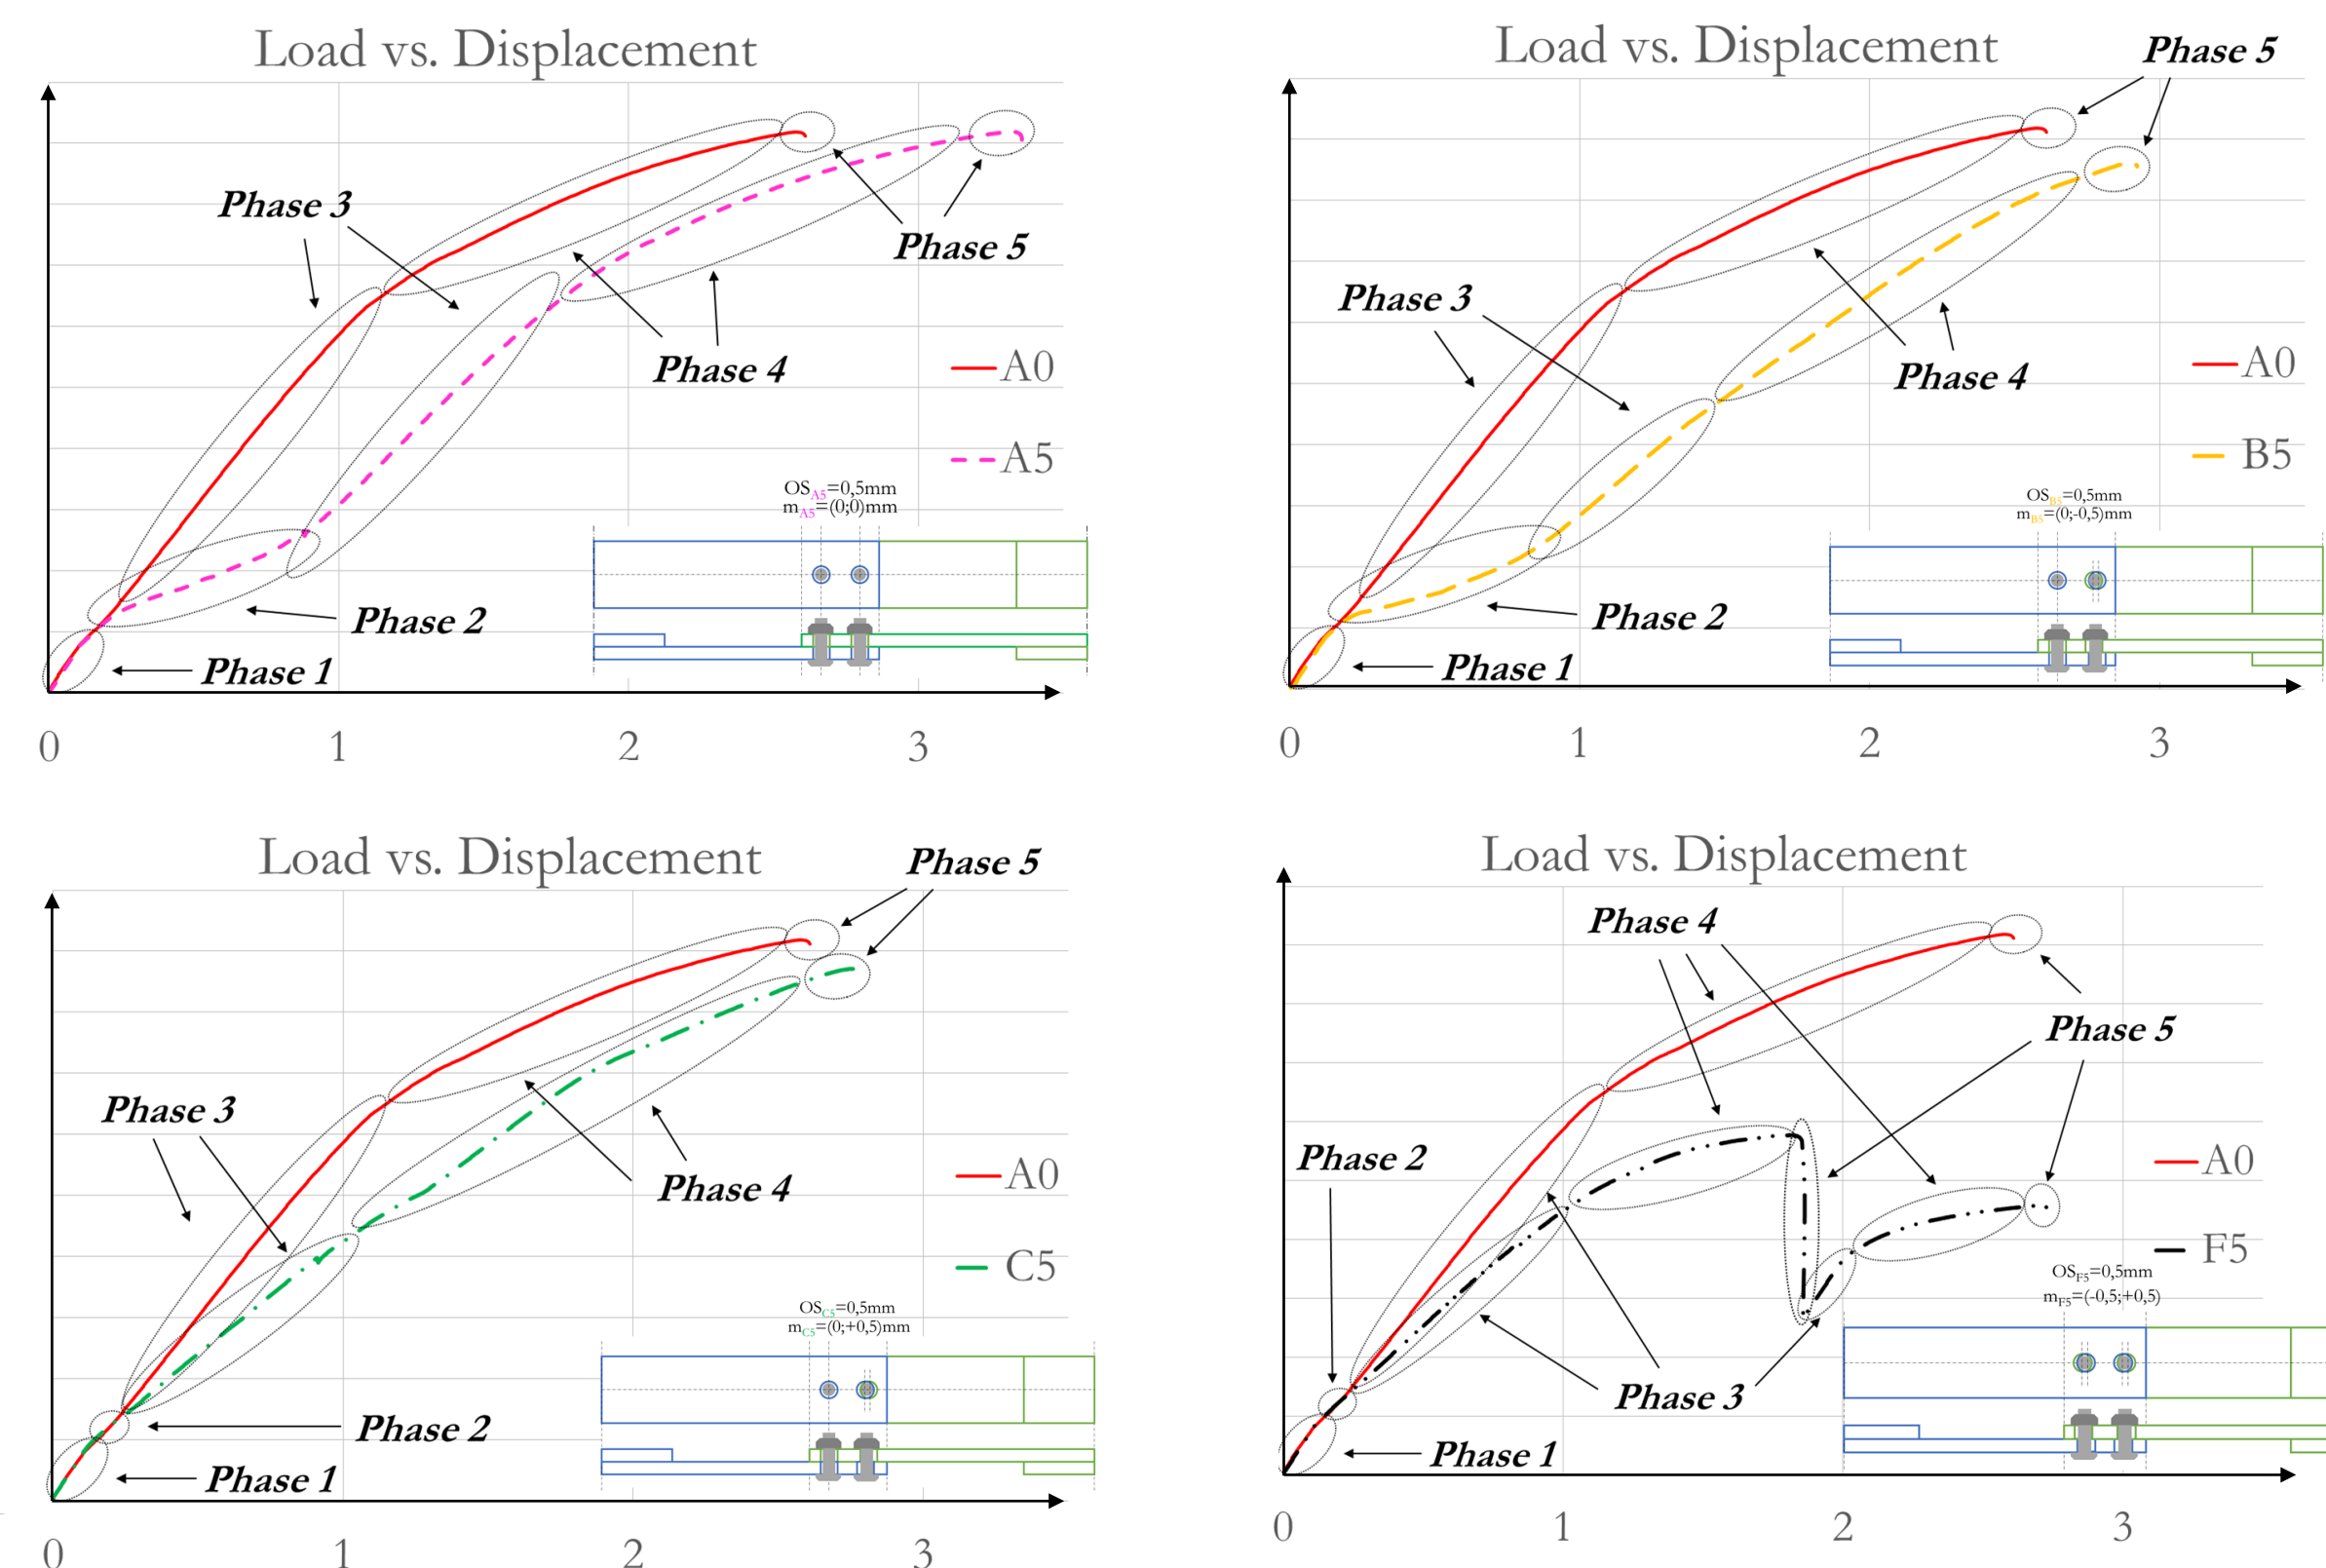 Load vs. Displacement
Phase 3
Phase 5
Phase 4
A0
A5
OSA5=0,5mm
mA5=(0;0)mm
Phase 2
Phase 1
0 1 2 3
Load vs. Displacement
Phase 5
Phase 3
Phase 4
A0
B5
OSB5=0,5mm
mB5=(0;-0,5)mm
Phase 2
Phase 1
0 1 2 3
Load vs. Displacement
Phase 5
Phase 3
Phase 4
A0
C5
OSC5=0,5mm
mC5=(0;+0,5)mm
Phase 2
Phase 1
0 1 2 3
Load vs. Displacement
Phase 4
Phase 5
Phase 2
A0
F5
OSF5=0,5mm
mF5=(-0,5;+0,5)
Phase 3
Phase 1
0 1 2 3